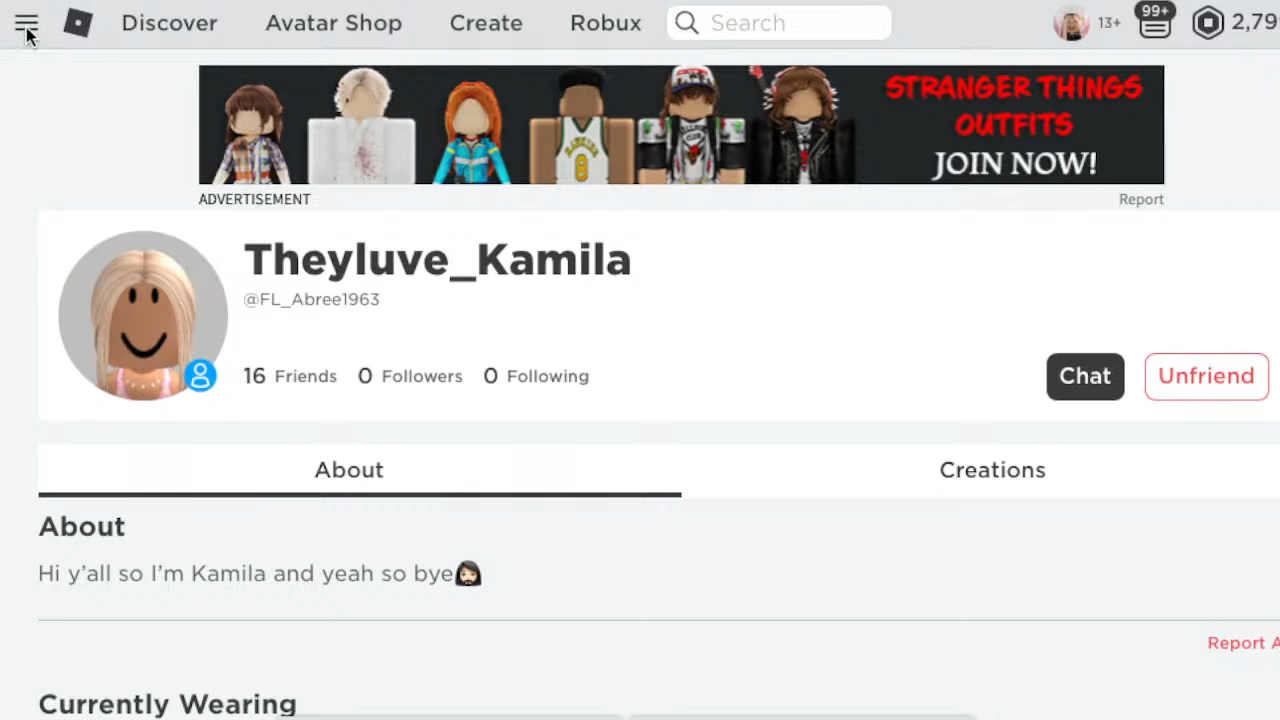 Discover Avatar Shop Create Robux Search 13+ 99+ 2,79
STRANGER THINGS
OUTFITS
JOIN NOW!
ADVERTISEMENT Report
Theyluve_Kamila
@FL_Abree1963
16 Friends 0 Followers 0 Following Chat Unfriend
About Creations
About
Hi y'all so I'm Kamila and yeah so bye
Report A
Currently Wearing